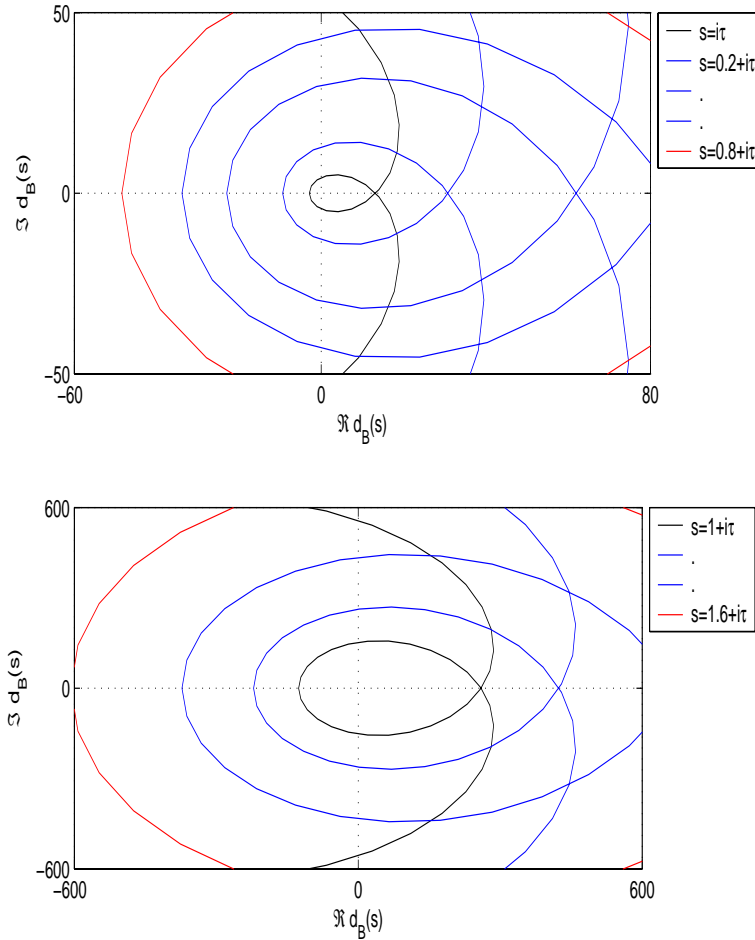 50
0
−50
−60
0
80
ℜ d_B(s)
ℑ d_B(s)
s=iτ
s=0.2+iτ
.
.
s=0.8+iτ
600
0
−600
−600
0
600
ℜ d_B(s)
ℑ d_B(s)
s=1+iτ
.
.
s=1.6+iτ